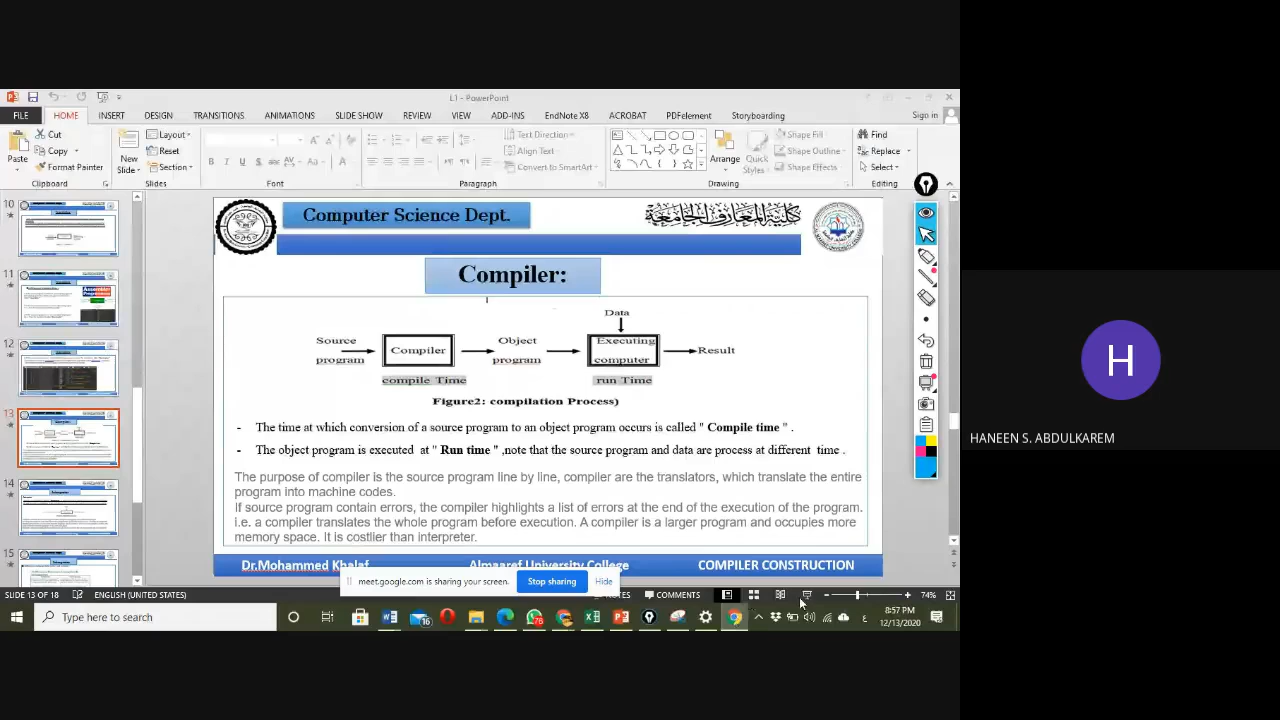 L1 - PowerPoint
FILE HOME INSERT DESIGN TRANSITIONS ANIMATIONS SLIDE SHOW REVIEW VIEW ADD-INS EndNote X8 ACROBAT PDFelement Storyboarding Sign in
Paste
Cut
Copy
Format Painter
Clipboard
New
Slide
Layout
Reset
Section
Slides
Font
Text Direction
Align Text
Convert to SmartArt
Paragraph
Arrange
Quick
Styles
Shape Fill
Shape Outline
Shape Effects
Drawing
Find
Replace
Select
Editing
10
11
12
13
14
15
Computer Science Dept.
كلية المعارف الجامعة
Compiler:
Data
Source
program
Compiler
Object
program
Executing
computer
Result
compile Time
run Time
Figure2: compilation Process)
The time at which conversion of a source program to an object program occurs is called " Compile time " .
- The object program is executed at " Run time " ,note that the source program and data are process at different time .
The purpose of compiler is the source program line by line, compiler are the translators, which translate the entire
program into machine codes.
If source program contain errors the compiler highlights a list of errors at the end of the execution of the program.
i.e a compiler translates the whole program before execution. A compiler is a larger program and occupies more
memory space. It is costlier than interpreter.
Dr.Mohammed Khalaf Almaaref University College COMPILER CONSTRUCTION
meet.google.com is sharing your screen. Stop sharing Hide
SLIDE 13 OF 18 ENGLISH (UNITED STATES) COMMENTS 74%
Type here to search
16
78
ع
8:57 PM
12/13/2020
H
HANEEN S. ABDULKAREM